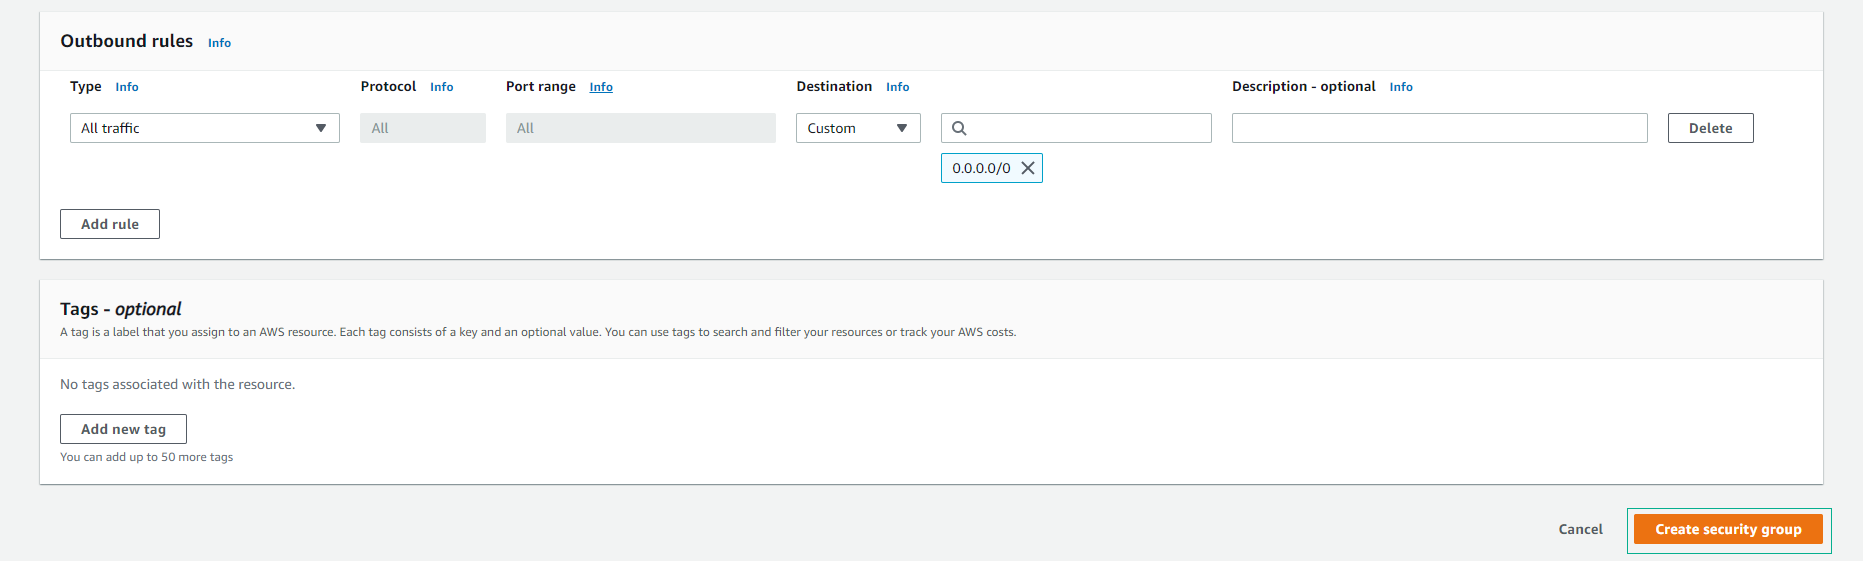 Outbound rules Info
Type Info Protocol Info Port range Info Destination Info Description - optional Info
All traffic All All Custom Delete
0.0.0.0/0
Add rule
Tags - optional
A tag is a label that you assign to an AWS resource. Each tag consists of a key and an optional value. You can use tags to search and filter your resources or track your AWS costs.
No tags associated with the resource.
Add new tag
You can add up to 50 more tags
Cancel Create security group